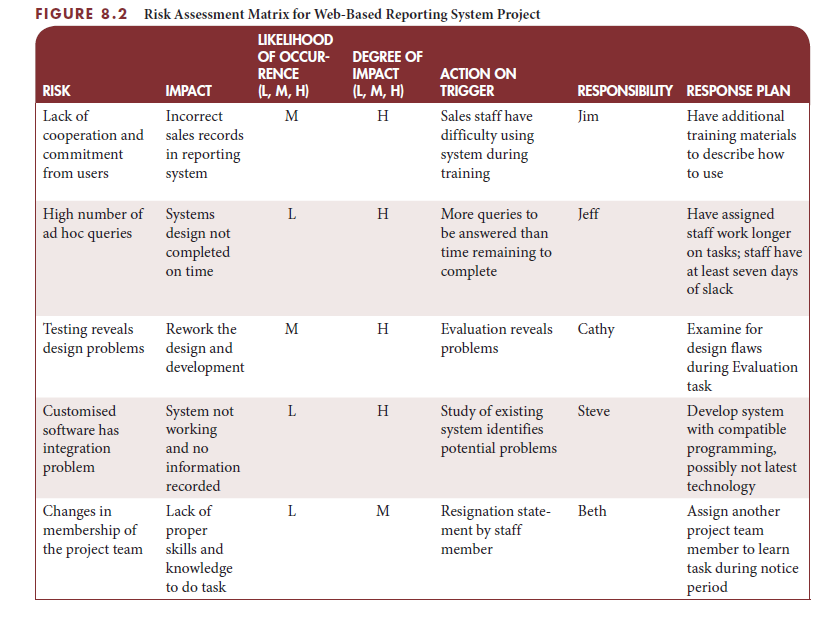 FIGURE 8.2 Risk Assessment Matrix for Web-Based Reporting System Project
RISK
IMPACT
LIKELIHOOD
OF OCCUR-
RENCE
(L, M, H)
DEGREE OF
IMPACT
(L, M, H)
ACTION ON
TRIGGER
RESPONSIBILITY
RESPONSE PLAN
Lack of
cooperation and
commitment
from users
Incorrect
sales records
in reporting
system
M
H
Sales staff have
difficulty using
system during
training
Jim
Have additional
training materials
to describe how
to use
High number of
ad hoc queries
Systems
design not
completed
on time
L
H
More queries to
be answered than
time remaining to
complete
Jeff
Have assigned
staff work longer
on tasks; staff have
at least seven days
of slack
Testing reveals
design problems
Rework the
design and
development
M
H
Evaluation reveals
problems
Cathy
Examine for
design flaws
during Evaluation
task
Customised
software has
integration
problem
System not
working
and no
information
recorded
L
H
Study of existing
system identifies
potential problems
Steve
Develop system
with compatible
programming,
possibly not latest
technology
Changes in
membership of
the project team
Lack of
proper
skills and
knowledge
to do task
L
M
Resignation state-
ment by staff
member
Beth
Assign another
project team
member to learn
task during notice
period